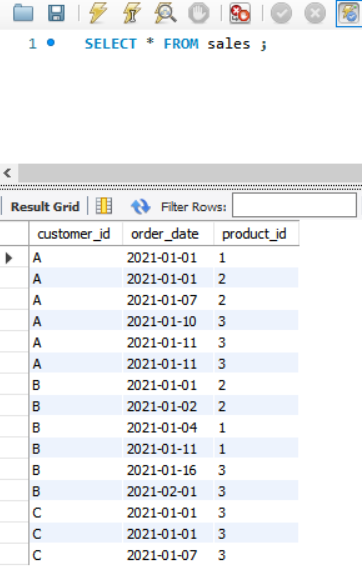 1 SELECT * FROM sales ;
Result Grid Filter Rows:
customer_id order_date product_id
A 2021-01-01 1
A 2021-01-01 2
A 2021-01-07 2
A 2021-01-10 3
A 2021-01-11 3
A 2021-01-11 3
B 2021-01-01 2
B 2021-01-02 2
B 2021-01-04 1
B 2021-01-11 1
B 2021-01-16 3
B 2021-02-01 3
C 2021-01-01 3
C 2021-01-01 3
C 2021-01-07 3